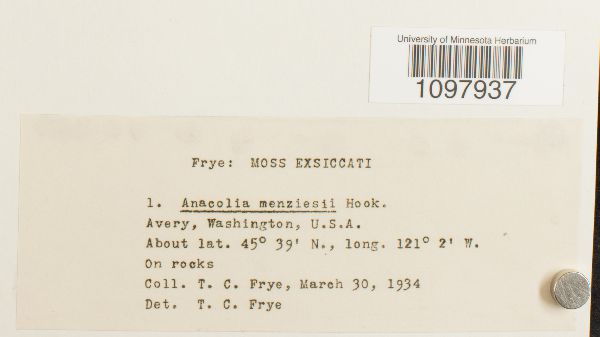 University of Minnesota Herbarium
1097937
Frye: MOSS EXSICCATI
1. Anacolia menziesii Hook.
Avery, Washington, U.S.A.
About lat. 45° 39' N., long. 121° 2' W.
On rocks
Coll. T. C. Frye, March 30, 1934
Det. T. C. Frye